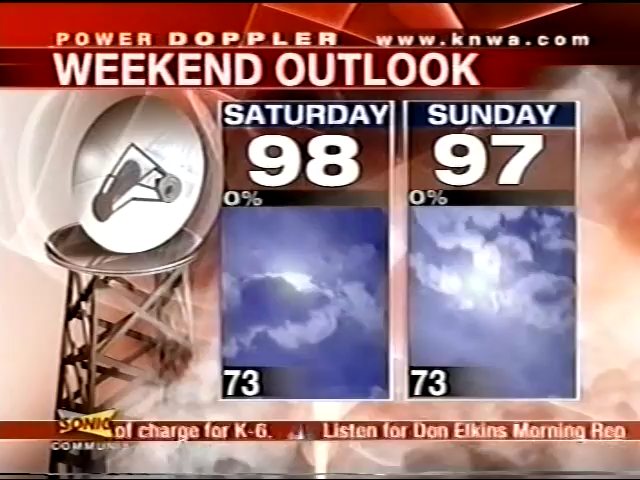 POWER DOPPLER www.knwa.com
WEEKEND OUTLOOK
SATURDAY SUNDAY
98 97
0% 0%
73 73
SONIC of charge for K-6. Listen for Don Elkins Morning Rep